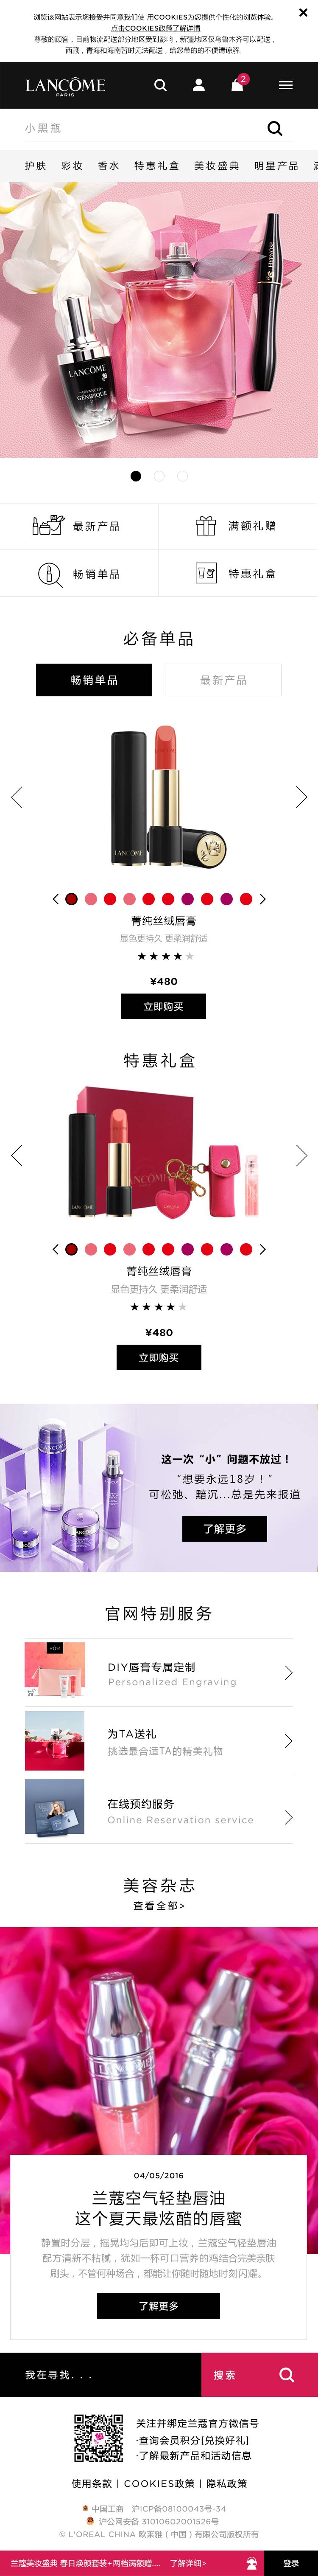 浏览该网站表示您接受并同意我们使 用COOKIES为您提供个性化的浏览体验。
点击COOKIES政策了解详情
尊敬的顾客，目前物流配送部分地区受到影响，新疆地区仅乌鲁木齐可以配送，
西藏，青海和海南暂时无法配送，给您带的的不使请谅解。
LANCÔME
PARIS
2
小黑瓶
护肤 彩妆 香水 特惠礼盒 美妆盛典 明星产品
LANCÔME
ADVANCED
GÉNIFIQUE
最新产品
满额礼赠
畅销单品
特惠礼盒
必备单品
畅销单品
最新产品
LANCÔME
菁纯丝绒唇膏
显色更持久 更柔润舒适
¥480
立即购买
特惠礼盒
菁纯丝绒唇膏
显色更持久 更柔润舒适
¥480
立即购买
这一次“小”问题不放过！
“想要永远18岁！”
可松弛、黯沉...总是先来报道
了解更多
官网特别服务
DIY唇膏专属定制
Personalized Engraving
为TA送礼
挑选最合适TA的精美礼物
在线预约服务
Online Reservation service
美容杂志
查看全部>
04/05/2016
兰蔻空气轻垫唇油
这个夏天最炫酷的唇蜜
静置时分层，摇晃均匀后即可上妆，兰蔻空气轻垫唇油
配方清新不粘腻，犹如一杯可口营养的鸡结合完美亲肤
刷头，不管何种场合，都能让你随时随地时刻闪耀。
了解更多
我在寻找. . .
搜索
关注并绑定兰蔻官方微信号
·查询会员积分[兑换好礼]
·了解最新产品和活动信息
使用条款 | COOKIES政策 | 隐私政策
中国工商 沪ICP备08100043号-34
沪公网安备 31010602001526号
© L'OREAL CHINA 欧莱雅（中国）有限公司版权所有
兰蔻美妆盛典 春日焕颜套装+两档满额赠.... 了解详细>
登录